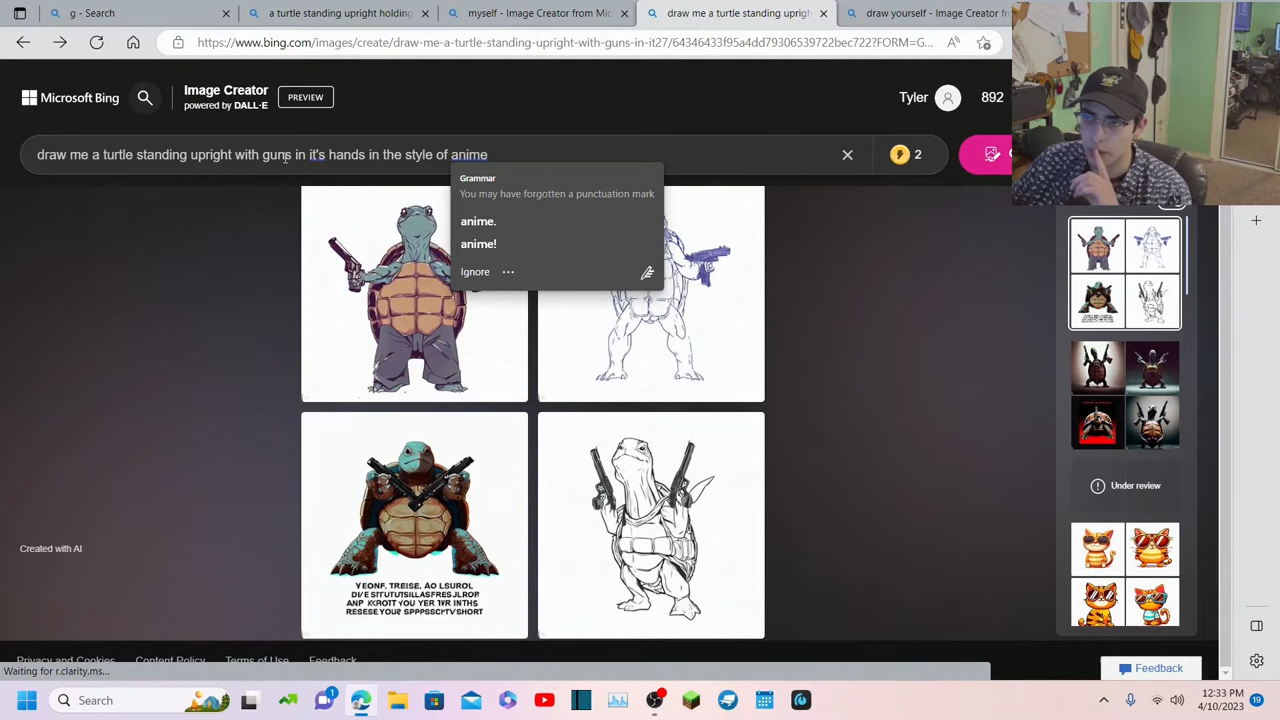 g - Search
a turtle standing upright holding
myself - Image Creator from Mic
draw me a turtle standing uprigh
draw yourself - Image Creator fr
https://www.bing.com/images/create/draw-me-a-turtle-standing-upright-with-guns-in-it27/64346433f95a4dd79306539722bec722?FORM=G...
Microsoft Bing
Image Creator
powered by DALL·E
PREVIEW
Tyler
892
draw me a turtle standing upright with guns in it's hands in the style of anime
2
Grammar
You may have forgotten a punctuation mark
anime.
anime!
Ignore
Under review
Created with AI
YEONF, TREISE, AO LSUROL
Privacy and Cookies
Content Policy
Terms of Use
Feedback
Waiting for r.clarity.ms...
Feedback
Search
1
12:33 PM
4/10/2023
19